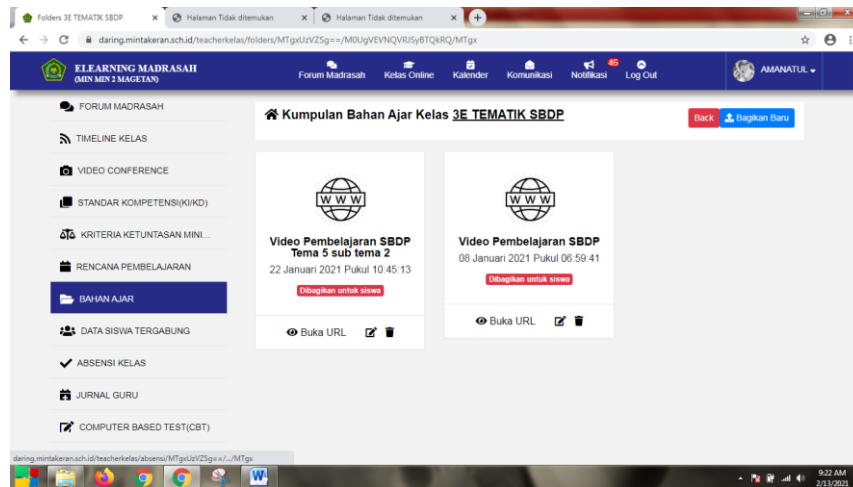 Folders 3E TEMATIK SBDP
Halaman Tidak ditemukan
Halaman Tidak ditemukan
daring.mintakeran.sch.id/teacherkelas/folders/MTgxUzVZSg==/M0UgVEVNQVRJSyBTQkRQ/MTgx
ELEARNING MADRASAH
(MIN MIN 2 MAGETAN)
Forum Madrasah
Kelas Online
Kalender
Komunikasi
Notifikasi
46
Log Out
AMANATUL
FORUM MADRASAH
TIMELINE KELAS
VIDEO CONFERENCE
STANDAR KOMPETENSI(KI/KD)
KRITERIA KETUNTASAN MINI...
RENCANA PEMBELAJARAN
BAHAN AJAR
DATA SISWA TERGABUNG
ABSENSI KELAS
JURNAL GURU
COMPUTER BASED TEST(CBT)
Kumpulan Bahan Ajar Kelas 3E TEMATIK SBDP
Back
Bagikan Baru
WWW
Video Pembelajaran SBDP
Tema 5 sub tema 2
22 Januari 2021 Pukul 10:45:13
Dibagikan untuk siswa
Buka URL
WWW
Video Pembelajaran SBDP
08 Januari 2021 Pukul 06:59:41
Dibagikan untuk siswa
Buka URL
daring.mintakeran.sch.id/teacherkelas/absensi/MTgxUzVZSg==/.../MTgx
9:22 AM
2/13/2021